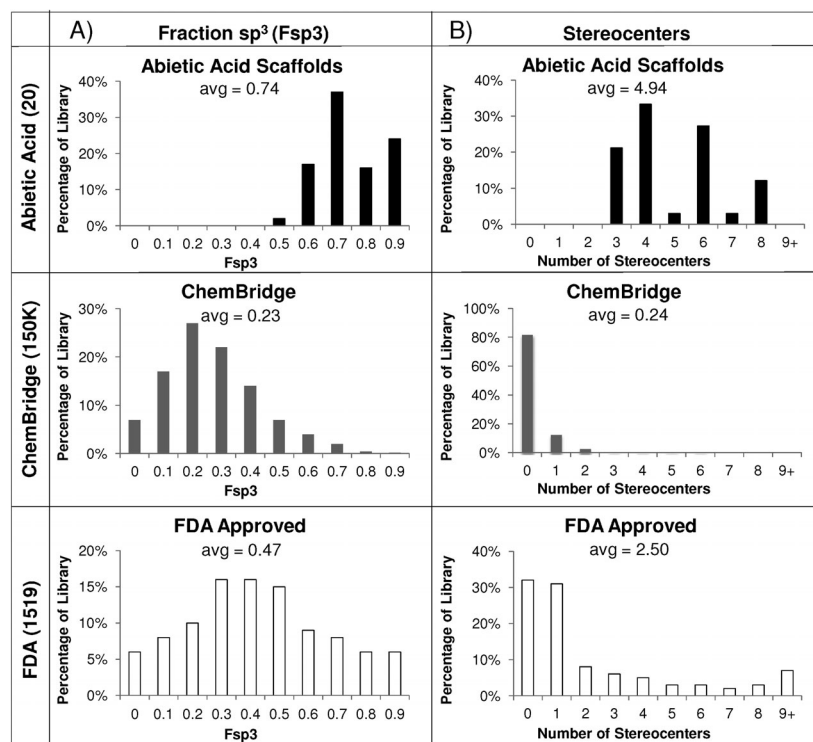 A) Fraction sp³ (Fsp3)
B) Stereocenters
Abietic Acid (20)
Abietic Acid Scaffolds
avg = 0.74
Percentage of Library
40%
30%
20%
10%
0%
0 0.1 0.2 0.3 0.4 0.5 0.6 0.7 0.8 0.9
Fsp3
Abietic Acid Scaffolds
avg = 4.94
Percentage of Library
40%
30%
20%
10%
0%
0 1 2 3 4 5 6 7 8 9+
Number of Stereocenters
ChemBridge (150K)
ChemBridge
avg = 0.23
Percentage of Library
30%
20%
10%
0%
0 0.1 0.2 0.3 0.4 0.5 0.6 0.7 0.8 0.9
Fsp3
ChemBridge
avg = 0.24
Percentage of Library
100%
80%
60%
40%
20%
0%
0 1 2 3 4 5 6 7 8 9+
Number of Stereocenters
FDA (1519)
FDA Approved
avg = 0.47
Percentage of Library
20%
15%
10%
5%
0%
0 0.1 0.2 0.3 0.4 0.5 0.6 0.7 0.8 0.9
Fsp3
FDA Approved
avg = 2.50
Percentage of Library
40%
30%
20%
10%
0%
0 1 2 3 4 5 6 7 8 9+
Number of Stereocenters